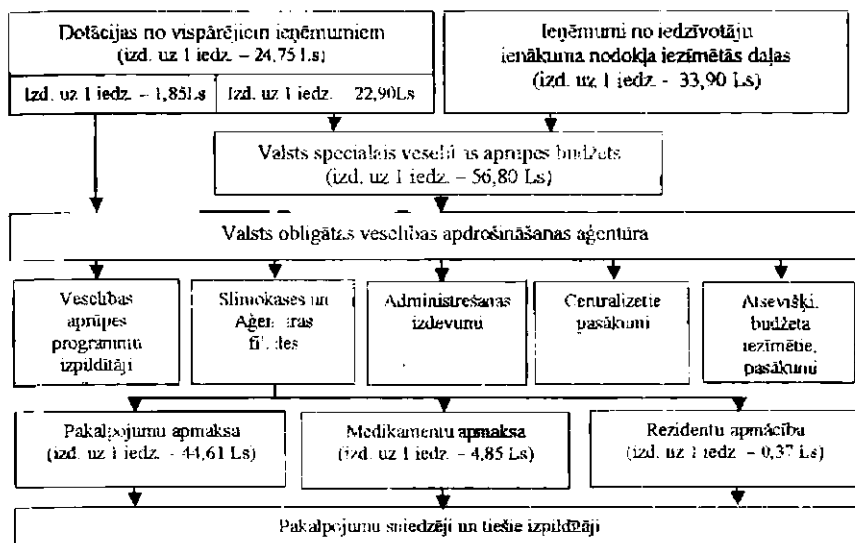 Dotācijas no vispārējiem ieņēmumiem
(izd. uz 1 iedz. – 24,75 Ls)
Izd. uz 1 iedz. – 1,85Ls
Izd. uz 1 iedz. 22,90Ls
Ieņēmumi no iedzīvotāju
ienākuma nodokļa iezīmētās daļas
(izd. uz 1 iedz. - 33,90 Ls)
Valsts speciālais veselības aprūpes budžets
(izd. uz 1 iedz. – 56,80 Ls)
Valsts obligātās veselības apdrošināšanas aģentūra
Veselības
aprūpes
programmu
izpildītāji
Slimokases un
Aģentūras
filiāles
Administrēšanas
izdevumi
Centralizētie
pasākumi
Atsevišķi,
budžeta
iezīmētie,
pasākumi
Pakalpojumu apmaksa
(izd. uz 1 iedz. - 44,61 Ls)
Medikamentu apmaksa
(izd. uz 1 iedz. – 4,85 Ls)
Rezidentu apmācība
(izd. uz 1 iedz. – 0,37 Ls)
Pakalpojumu sniedzēji un tiešie izpildītāji